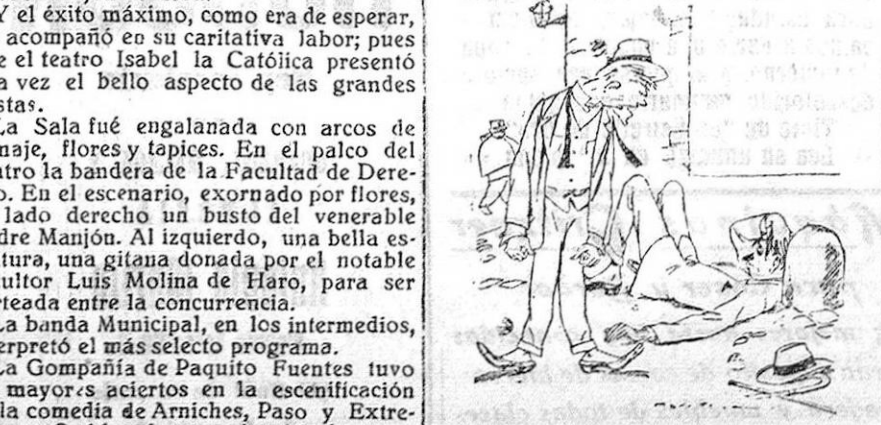 Y el éxito máximo, como era de esperar,
acompañó en su caritativa labor; pues
e el teatro Isabel la Católica presentó
a vez el bello aspecto de las grandes
stas.
La Sala fué engalanada con arcos de
naje, flores y tapices. En el palco del
atro la bandera de la Facultad de Dere-
o. En el escenario, exornado por flores,
lado derecho un busto del venerable
dre Manjón. Al izquierdo, una bella es-
tura, una gitana donada por el notable
ultor Luis Molina de Haro, para ser
rteada entre la concurrencia.
La banda Municipal, en los intermedios,
erpretó el más selecto programa.
La Gompañía de Paquito Fuentes tuvo
mayores aciertos en la escenificación
la comedia de Arniches, Paso y Extre-